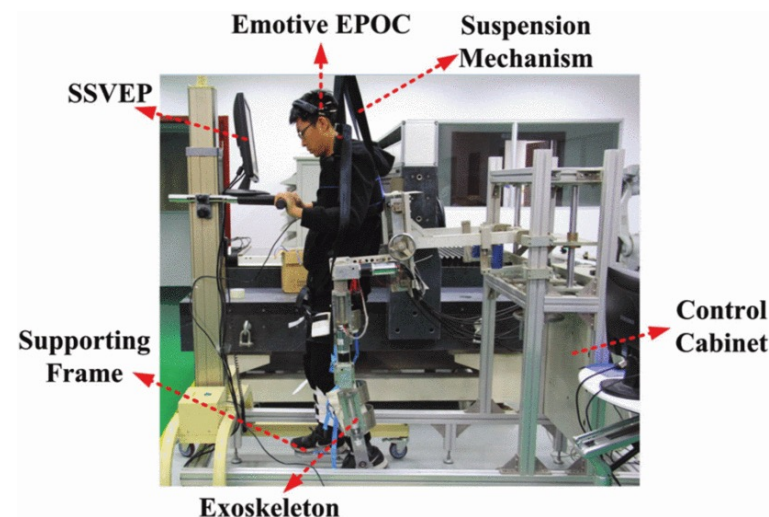 Emotive EPOC
Suspension
Mechanism
SSVEP
Control
Cabinet
Supporting
Frame
Exoskeleton